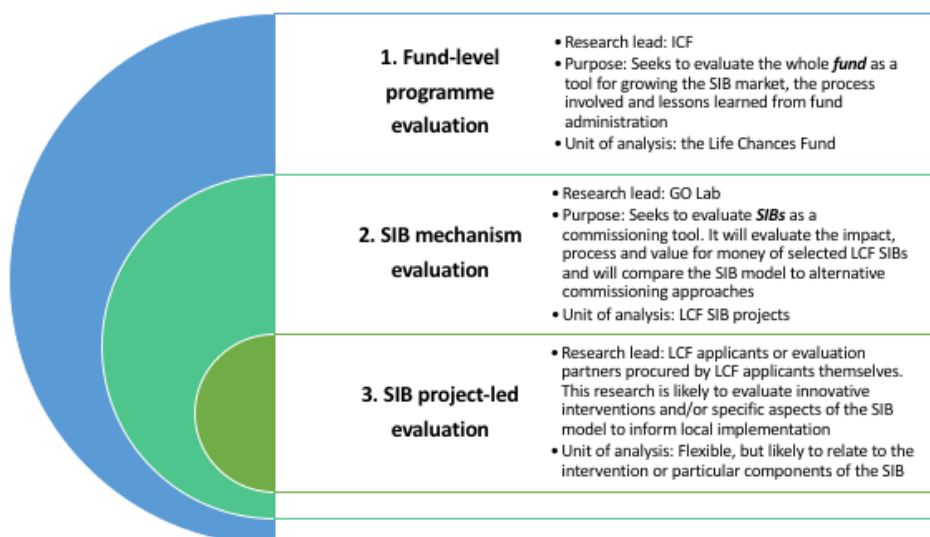 1. Fund-level
programme
evaluation
• Research lead: ICF
• Purpose: Seeks to evaluate the whole fund as a
tool for growing the SIB market, the process
involved and lessons learned from fund
administration
• Unit of analysis: the Life Chances Fund
2. SIB mechanism
evaluation
• Research lead: GO Lab
• Purpose: Seeks to evaluate SIBs as a
commissioning tool. It will evaluate the impact,
process and value for money of selected LCF SIBs
and will compare the SIB model to alternative
commissioning approaches
• Unit of analysis: LCF SIB projects
3. SIB project-led
evaluation
• Research lead: LCF applicants or evaluation
partners procured by LCF applicants themselves.
This research is likely to evaluate innovative
interventions and/or specific aspects of the SIB
model to inform local implementation
• Unit of analysis: Flexible, but likely to relate to the
intervention or particular components of the SIB